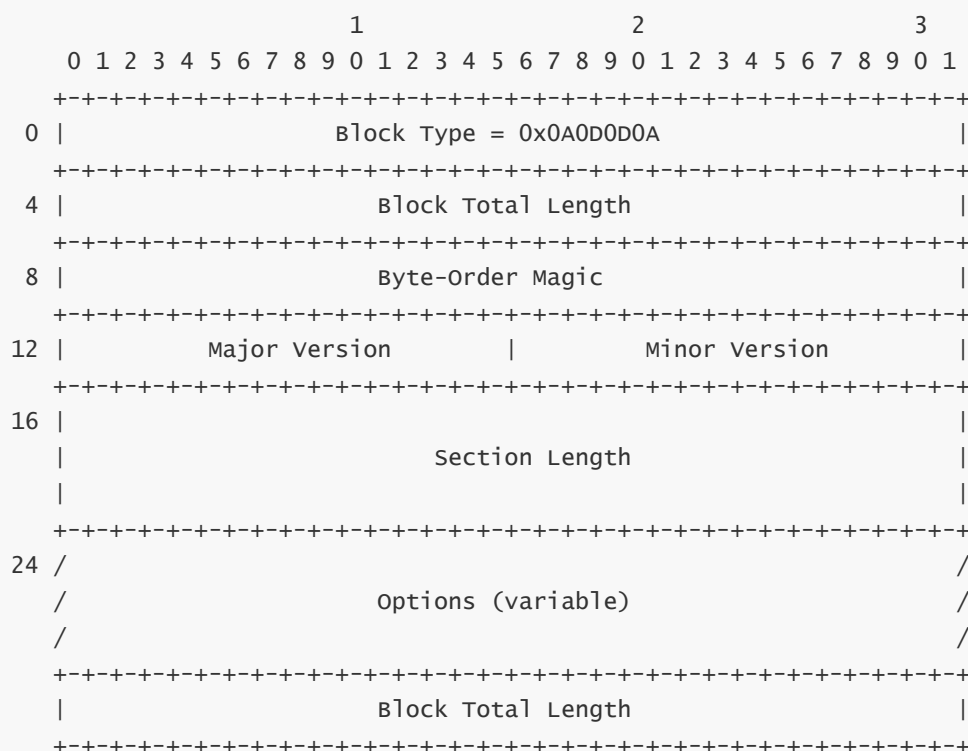 1                   2                   3
    0 1 2 3 4 5 6 7 8 9 0 1 2 3 4 5 6 7 8 9 0 1 2 3 4 5 6 7 8 9 0 1
   +-+-+-+-+-+-+-+-+-+-+-+-+-+-+-+-+-+-+-+-+-+-+-+-+-+-+-+-+-+-+-+-+
 0 |                   Block Type = 0x0A0D0D0A                     |
   +-+-+-+-+-+-+-+-+-+-+-+-+-+-+-+-+-+-+-+-+-+-+-+-+-+-+-+-+-+-+-+-+
 4 |                      Block Total Length                       |
   +-+-+-+-+-+-+-+-+-+-+-+-+-+-+-+-+-+-+-+-+-+-+-+-+-+-+-+-+-+-+-+-+
 8 |                      Byte-Order Magic                         |
   +-+-+-+-+-+-+-+-+-+-+-+-+-+-+-+-+-+-+-+-+-+-+-+-+-+-+-+-+-+-+-+-+
12 |          Major Version        |         Minor Version         |
   +-+-+-+-+-+-+-+-+-+-+-+-+-+-+-+-+-+-+-+-+-+-+-+-+-+-+-+-+-+-+-+-+
16 |                                                               |
   |                          Section Length                       |
   |                                                               |
   +-+-+-+-+-+-+-+-+-+-+-+-+-+-+-+-+-+-+-+-+-+-+-+-+-+-+-+-+-+-+-+-+
24 /                                                               /
   /                      Options (variable)                       /
   /                                                               /
   +-+-+-+-+-+-+-+-+-+-+-+-+-+-+-+-+-+-+-+-+-+-+-+-+-+-+-+-+-+-+-+-+
   |                      Block Total Length                       |
   +-+-+-+-+-+-+-+-+-+-+-+-+-+-+-+-+-+-+-+-+-+-+-+-+-+-+-+-+-+-+-+-+